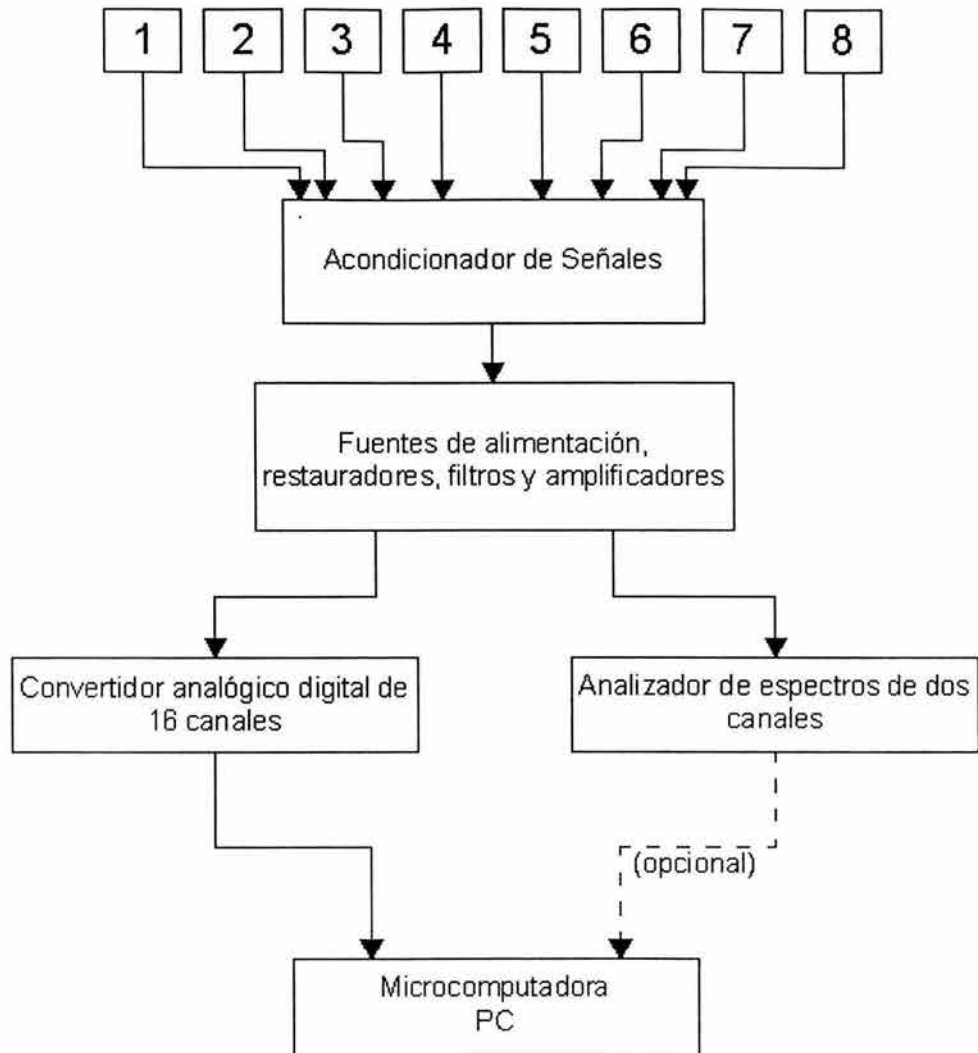 1 2 3 4 5 6 7 8
Acondicionador de Señales
Fuentes de alimentación,
restauradores, filtros y amplificadores
Convertidor analógico digital de
16 canales
Analizador de espectros de dos
canales
(opcional)
Microcomputadora
PC